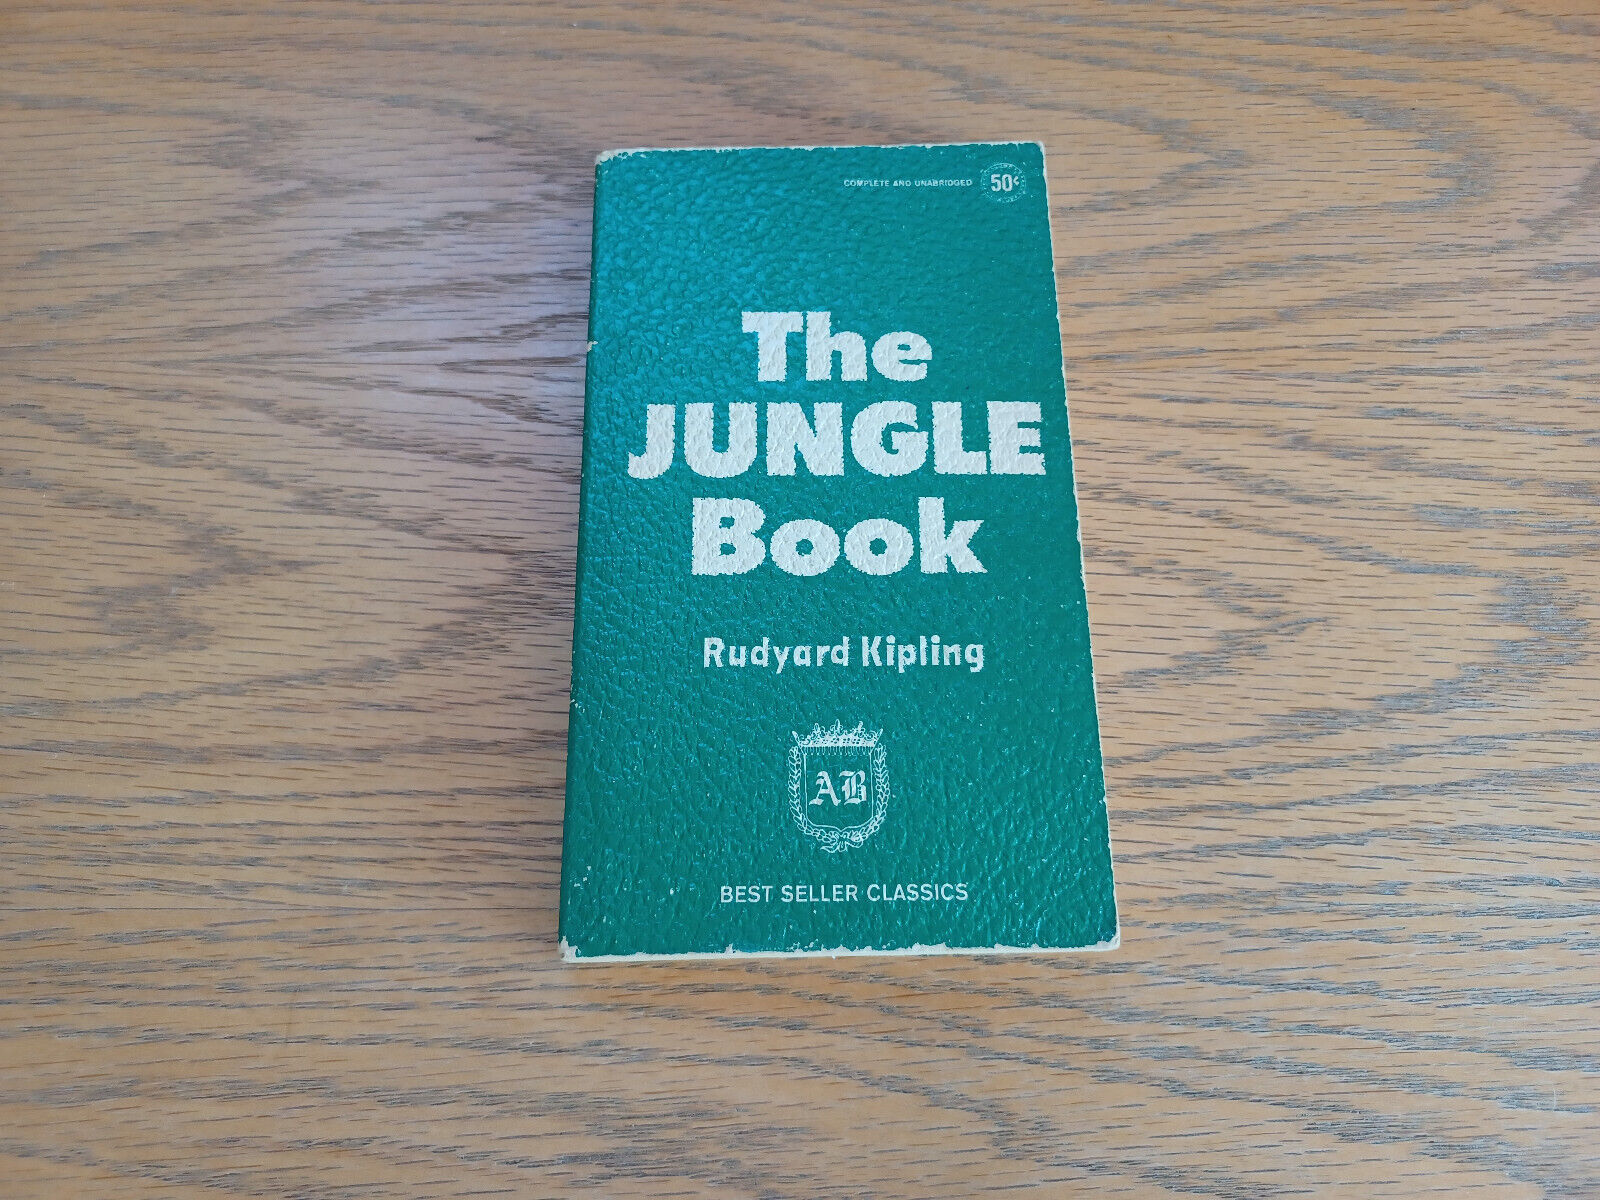 COMPLETE AND UNABRIDGED 50¢
The
JUNGLE
Book
Rudyard Kipling
AB
BEST SELLER CLASSICS